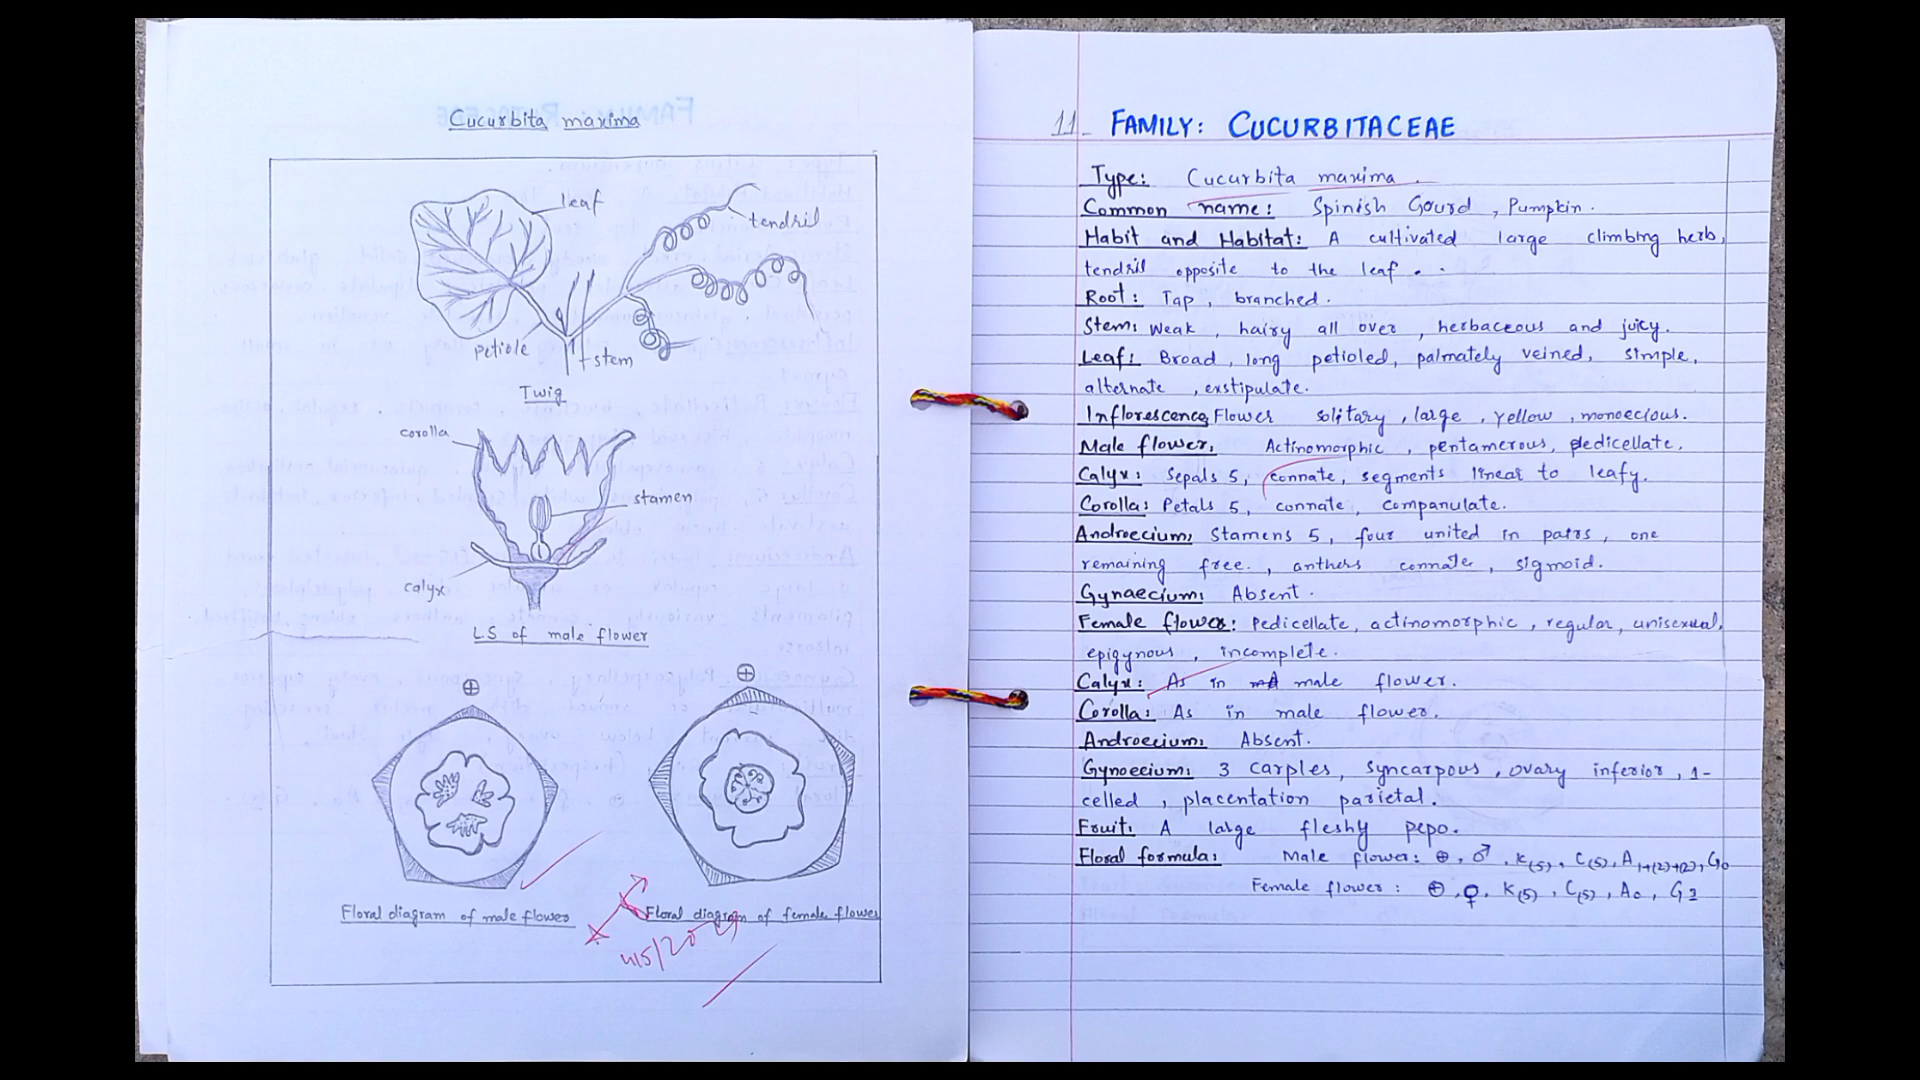 Cucurbita maxima
leaf
tendril
petiole
stem
Twig
corolla
stamen
calyx
L.S of male flower
⊕
⊕
Floral diagram of male flower
Floral diagram of female flower
11. FAMILY: CUCURBITACEAE
Type: Cucurbita maxima.
Common name: Spinish Gourd, Pumpkin.
Habit and Habitat: A cultivated large climbing herb,
tendril opposite to the leaf.
Root: Tap, branched.
Stem: Weak, hairy all over, herbaceous and juicy.
Leaf: Broad, long petioled, palmately veined, simple,
alternate, exstipulate.
Inflorescence: Flower solitary, large, yellow, monoecious.
Male flower: Actinomorphic, pentamerous, pedicellate.
Calyx: Sepals 5, connate, segments linear to leafy.
Corolla: Petals 5, connate, companulate.
Androecium: Stamens 5, four united in pairs, one
remaining free., anthers connate, sigmoid.
Gynaecium: Absent.
Female flower: Pedicellate, actinomorphic, regular, unisexual,
epigynous, incomplete.
Calyx: As in male flower.
Corolla: As in male flower.
Androecium: Absent.
Gynoecium: 3 carples, syncarpous, ovary inferior, 1-
celled, placentation parietal.
Fruit: A large fleshy pepo.
Floral formula: Male flower: ⊕, ♂, K(5), C(5), A1+(2)+(2), G0
Female flower: ⊕, ♀, K(5), C(5), A0, G3